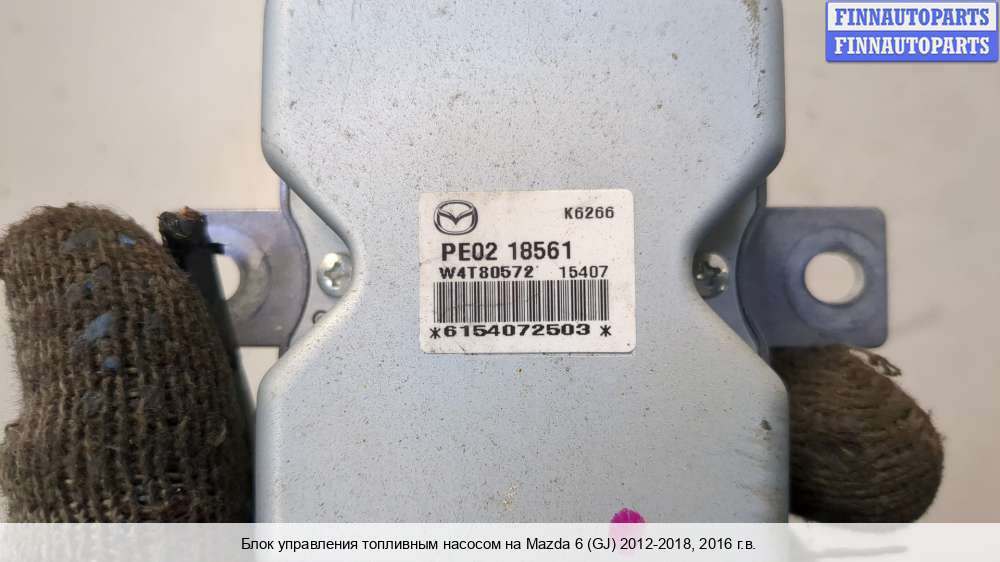 FINNAUTOPARTS
FINNAUTOPARTS
K6266
PE02 18561
W4T80572 15407
*6154072503*
Блок управления топливным насосом на Mazda 6 (GJ) 2012-2018, 2016 г.в.